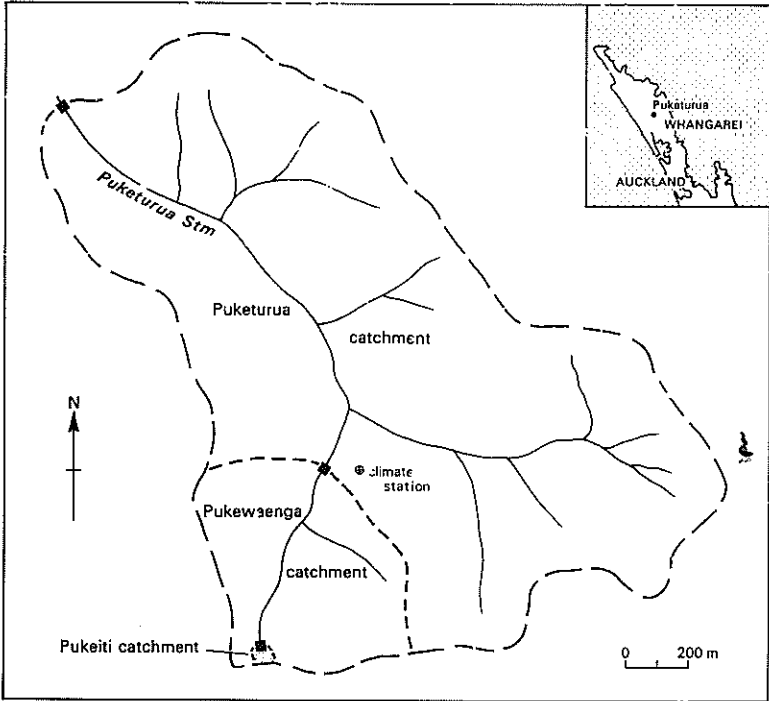 Puketurua
WHANGAREI
AUCKLAND
Puketurua Stm
Puketurua
catchment
N
climate
station
Pukewaenga
catchment
Pukeiti catchment
0 200 m